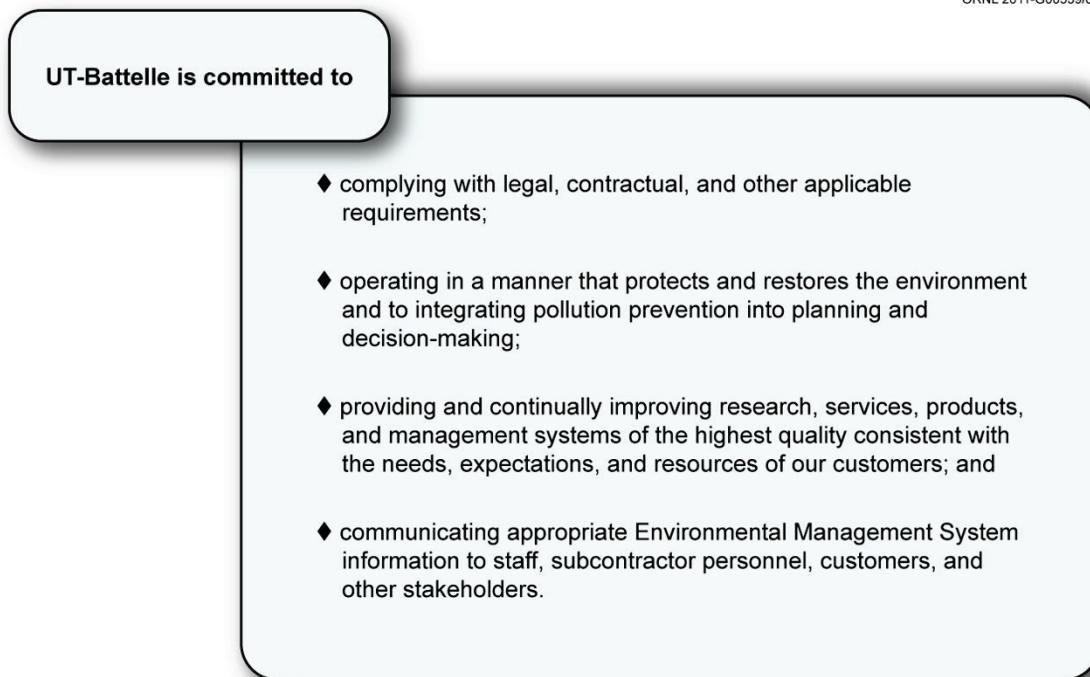 UT-Battelle is committed to
♦ complying with legal, contractual, and other applicable
requirements;
♦ operating in a manner that protects and restores the environment
and to integrating pollution prevention into planning and
decision-making;
♦ providing and continually improving research, services, products,
and management systems of the highest quality consistent with
the needs, expectations, and resources of our customers; and
♦ communicating appropriate Environmental Management System
information to staff, subcontractor personnel, customers, and
other stakeholders.